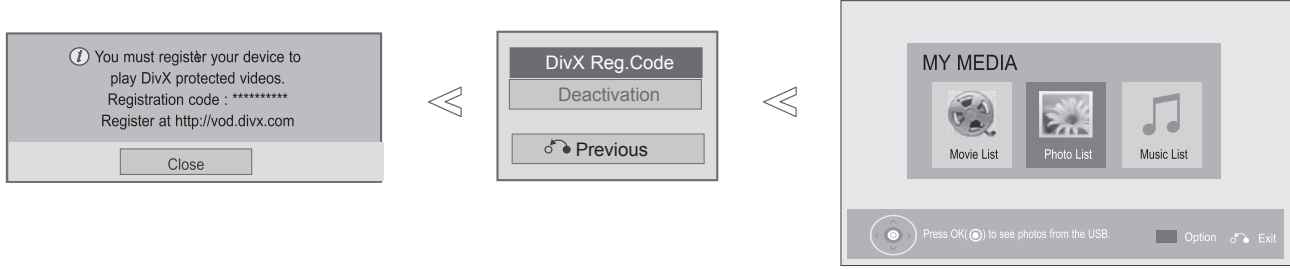 You must register your device to
play DivX protected videos.
Registration code : **********
Register at http://vod.divx.com
Close
DivX Reg.Code
Deactivation
Previous
MY MEDIA
Movie List
Photo List
Music List
Press OK(◉) to see photos from the USB.
Option
Exit